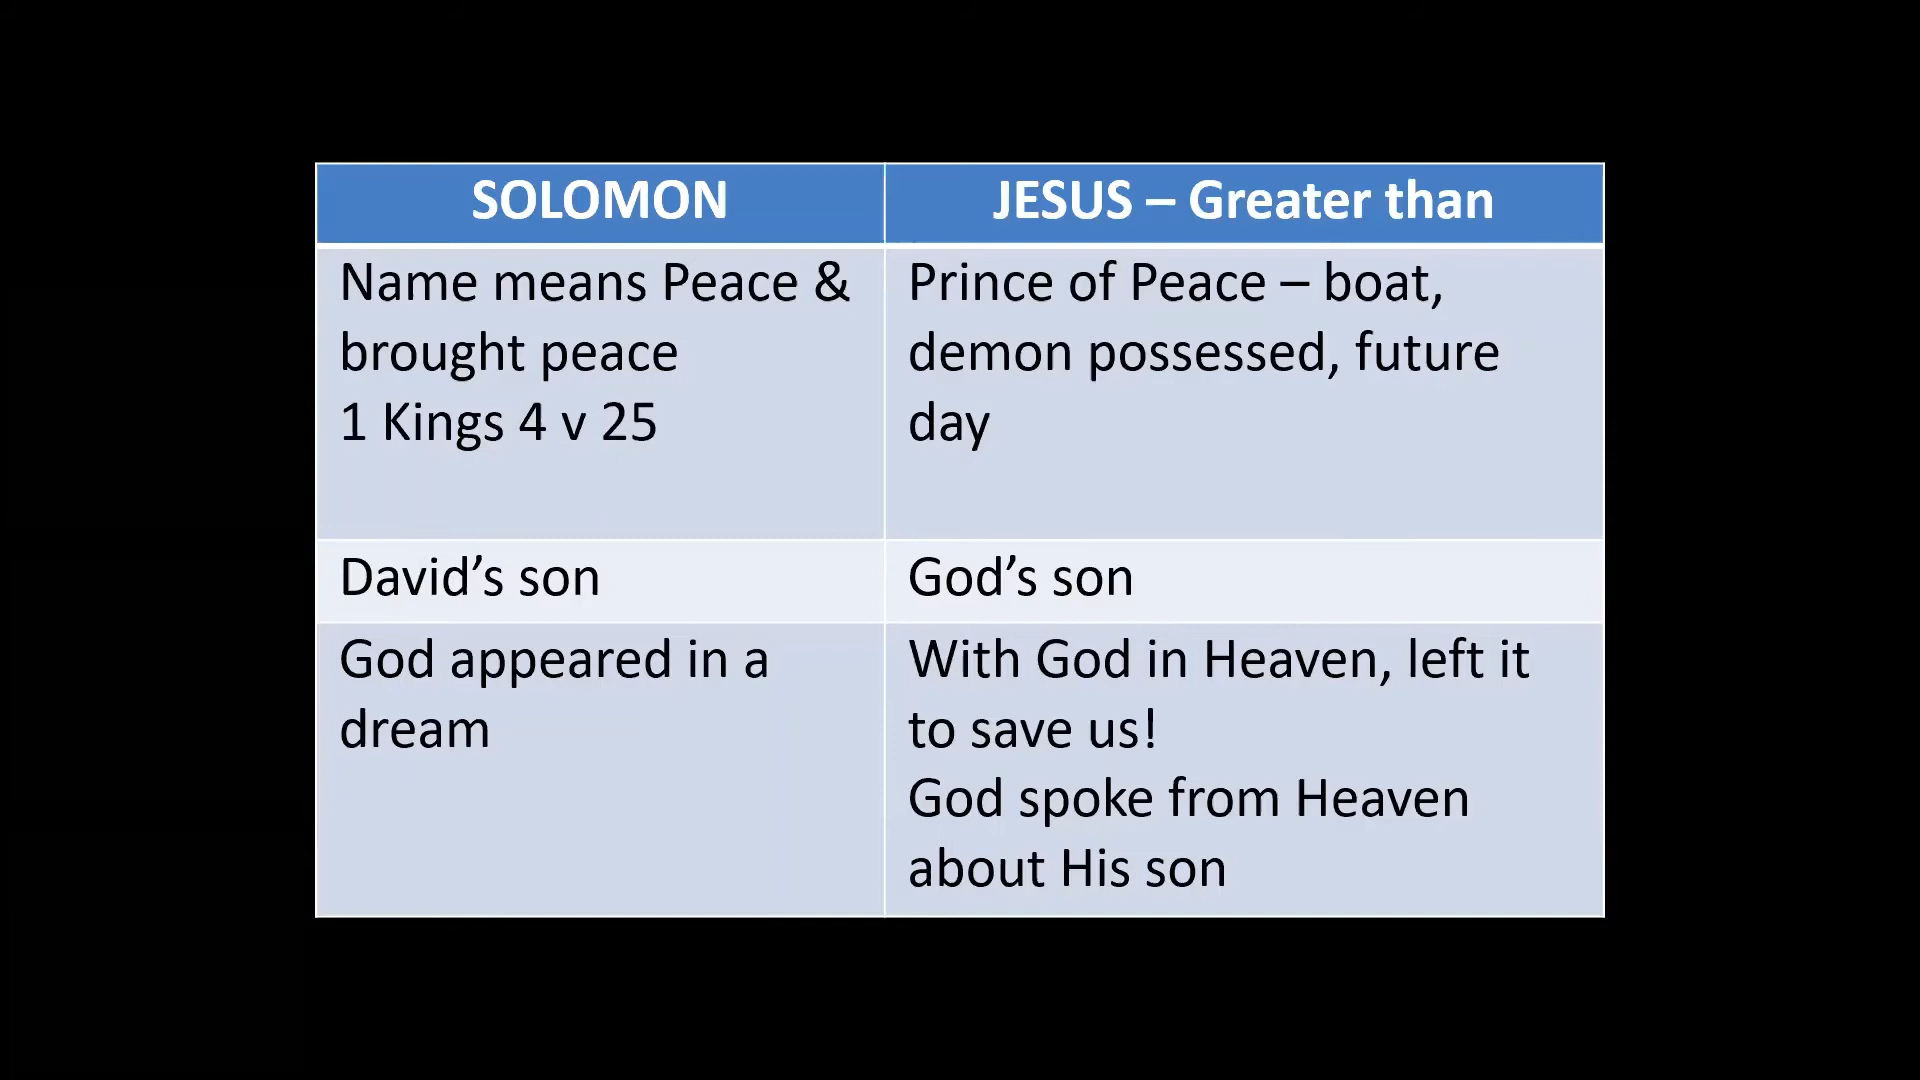 SOLOMON
JESUS – Greater than
Name means Peace &
brought peace
1 Kings 4 v 25
Prince of Peace – boat,
demon possessed, future
day
David’s son
God’s son
God appeared in a
dream
With God in Heaven, left it
to save us!
God spoke from Heaven
about His son